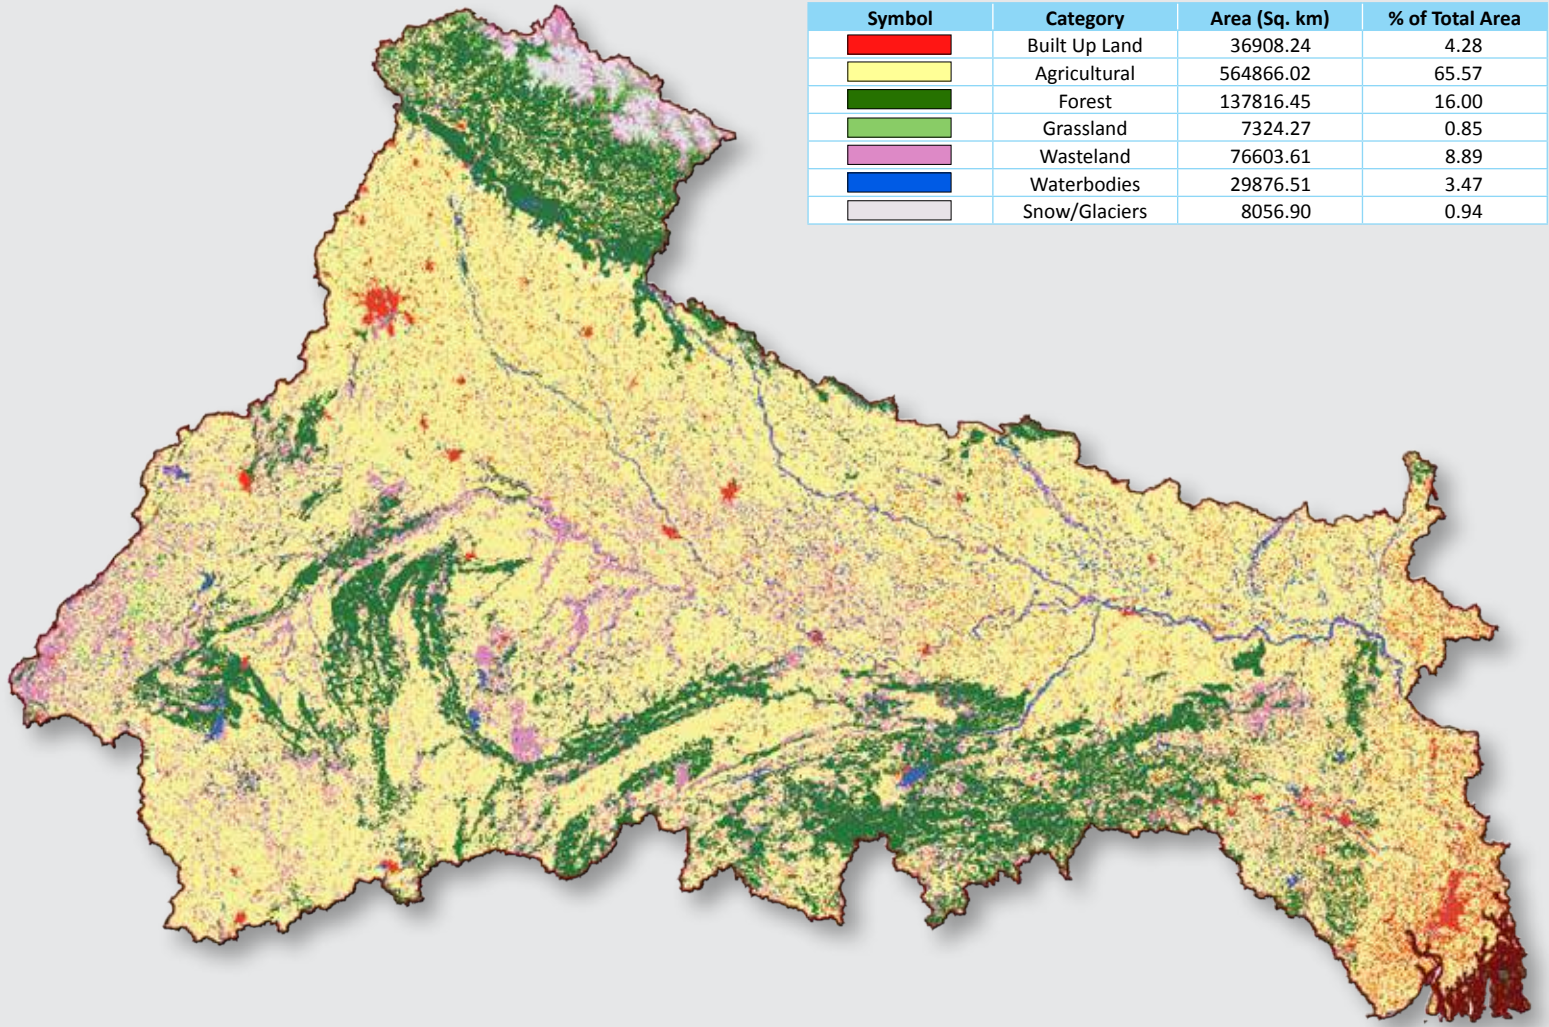 Symbol Category Area (Sq. km) % of Total Area
Built Up Land 36908.24 4.28
Agricultural 564866.02 65.57
Forest 137816.45 16.00
Grassland 7324.27 0.85
Wasteland 76603.61 8.89
Waterbodies 29876.51 3.47
Snow/Glaciers 8056.90 0.94